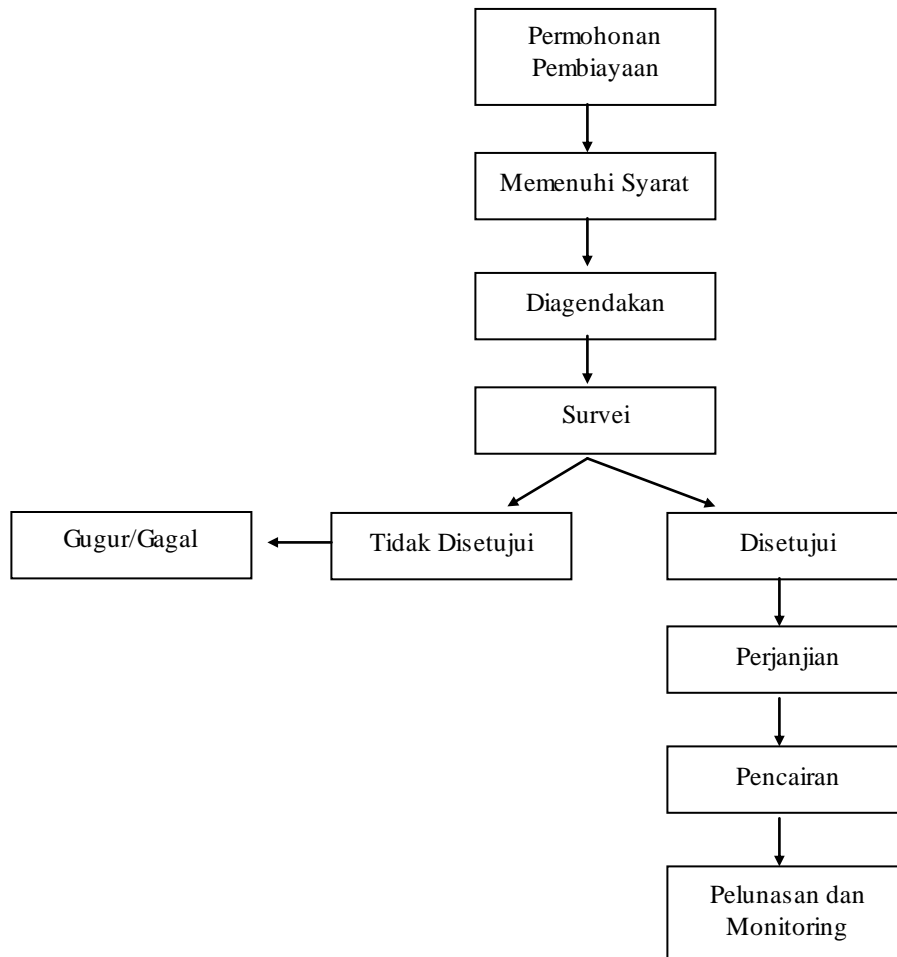 Permohonan
Pembiayaan
Memenuhi Syarat
Diagendakan
Survei
Gugur/Gagal
Tidak Disetujui
Disetujui
Perjanjian
Pencairan
Pelunasan dan
Monitoring